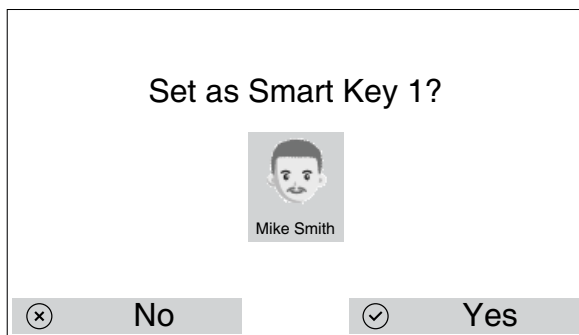 Set as Smart Key 1?
Mike Smith
No
Yes